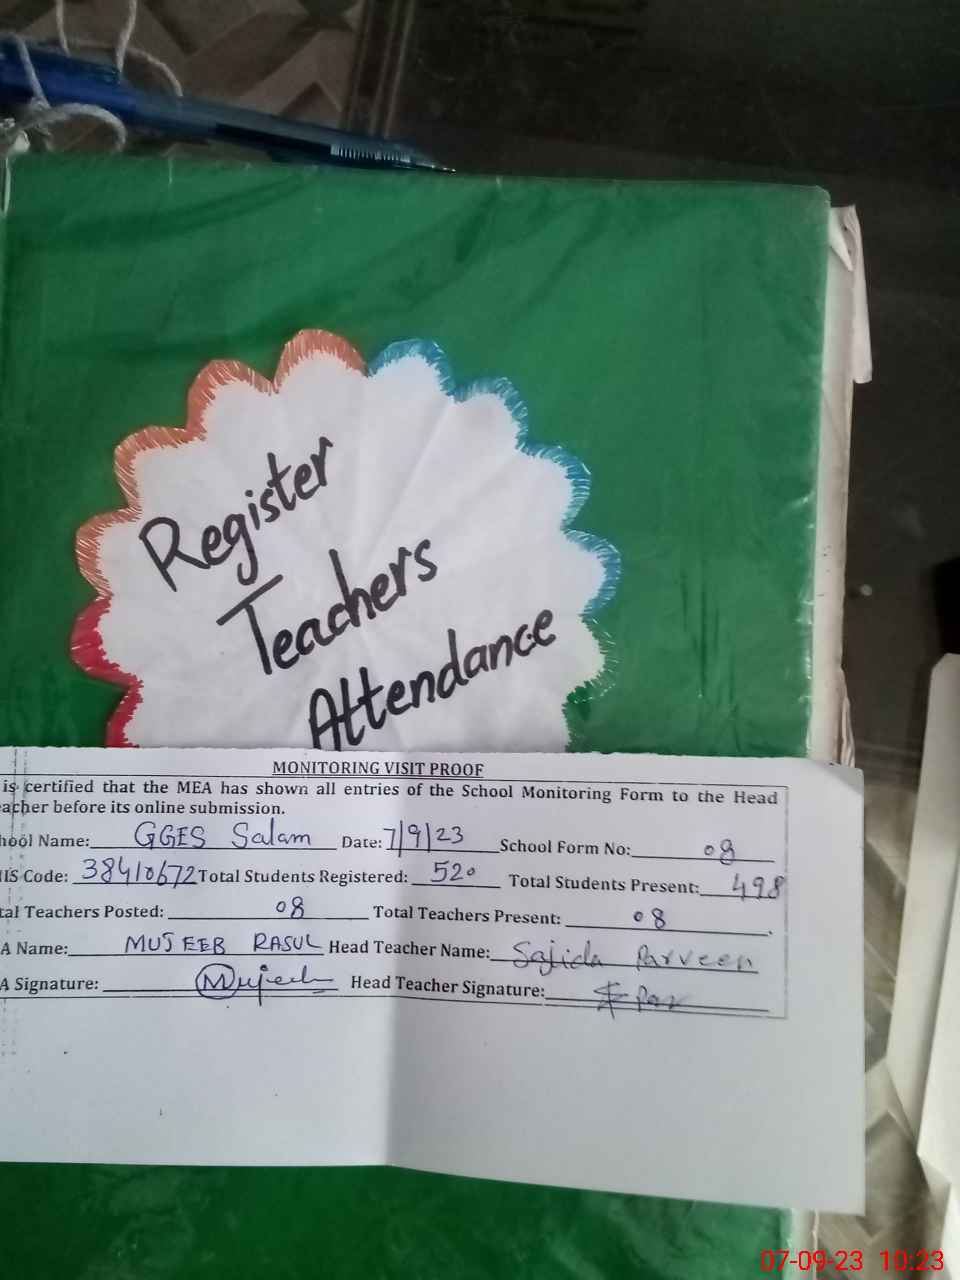 Register
Teachers
Attendance
MONITORING VISIT PROOF
is certified that the MEA has shown all entries of the School Monitoring Form to the Head
acher before its online submission.
hool Name: GGES Salam Date: 7/9/23 School Form No: 08
IS Code: 38410672 Total Students Registered: 520 Total Students Present: 498
tal Teachers Posted: 08 Total Teachers Present: 08
A Name: MUJEEB RASUL Head Teacher Name: Sajida Parveen
A Signature: Mujeeb Head Teacher Signature:
07-09-23 10:23